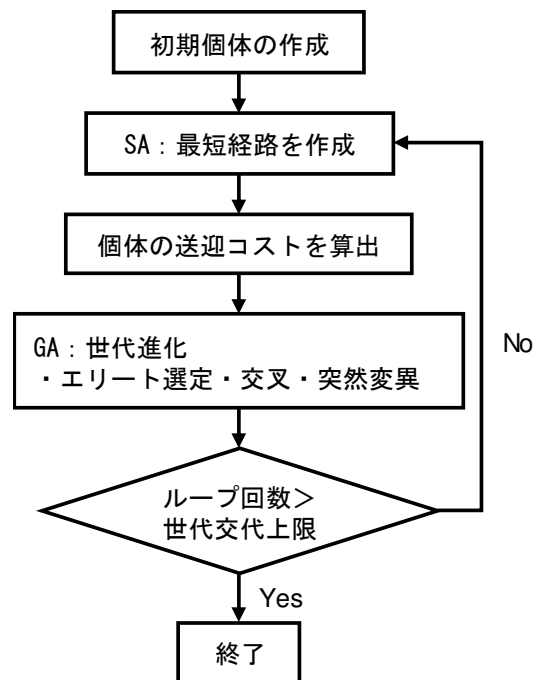 初期個体の作成
SA：最短経路を作成
個体の送迎コストを算出
GA：世代進化
・エリート選定・交叉・突然変異
No
ループ回数＞
世代交代上限
Yes
終了